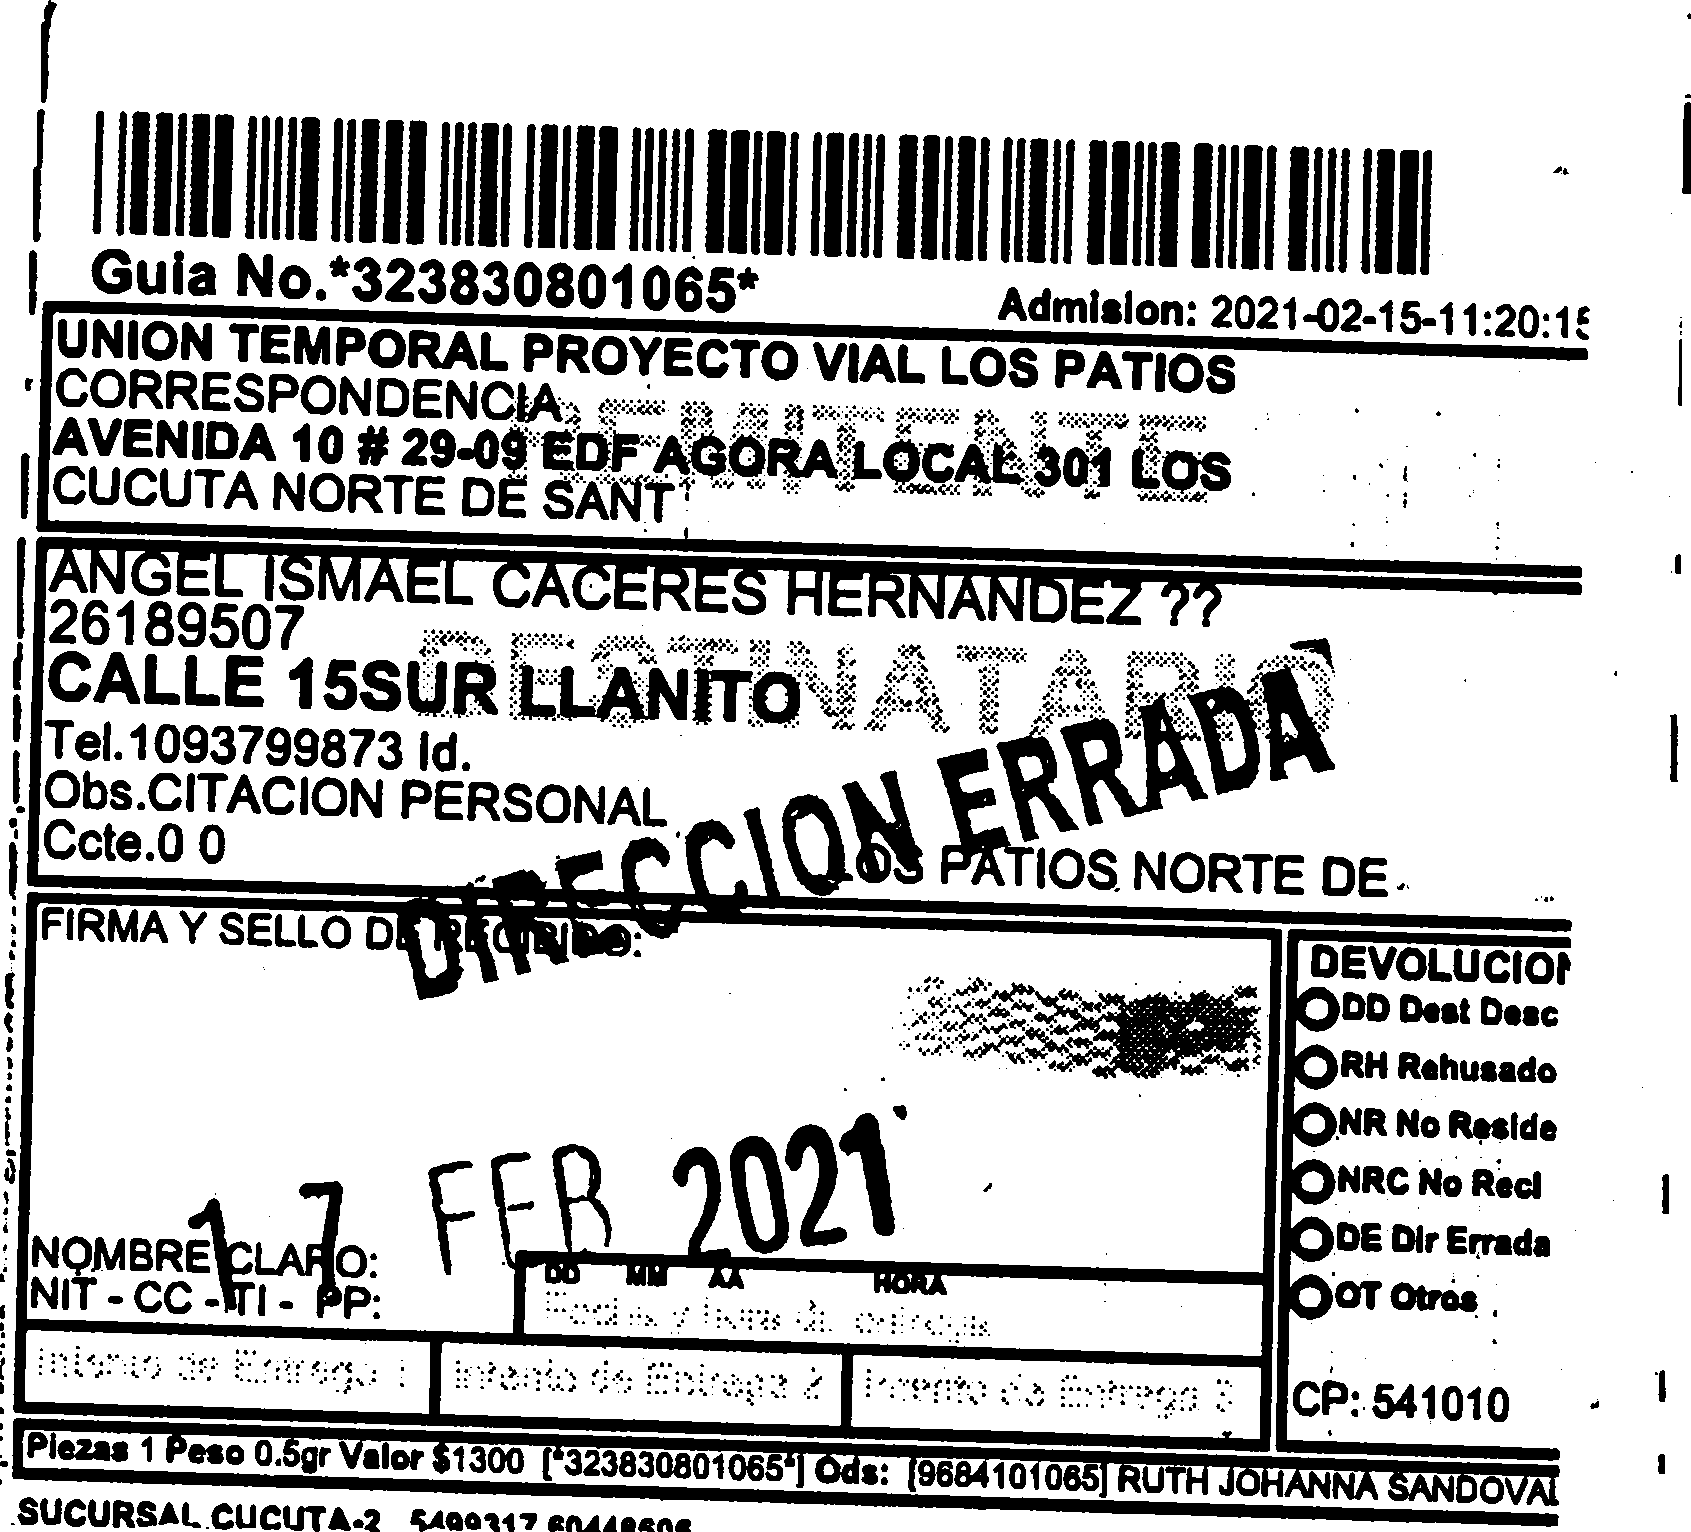 Guia No.*323830801065*
Admision: 2021-02-15-11:20:15
UNION TEMPORAL PROYECTO VIAL LOS PATIOS
CORRESPONDENCIA
REMITENTE
AVENIDA 10 # 29-09 EDF AGORA LOCAL 301 LOS
CUCUTA NORTE DE SANT
ANGEL ISMAEL CACERES HERNANDEZ ??
26189507
DESTINATARIO
CALLE 15SUR LLANITO
Tel.1093799873 Id.
Obs.CITACION PERSONAL
Ccte.0 0
DIRECCION ERRADA
LOS PATIOS NORTE DE
FIRMA Y SELLO DE RECIBIDO:
DEVOLUCION
DD Dest Desc
RH Rehusado
NR No Reside
NRC No Recl
DE Dir Errada
OT Otros
17 FEB 2021
NOMBRE CLARO:
NIT - CC - TI - PP:
DD MM AA HORA
Fecha y hora de entrega
Intento de Entrega 1
Intento de Entrega 2
Intento de Entrega 3
CP: 541010
Piezas 1 Peso 0.5gr Valor $1300 [*323830801065*] Ods: [9684101065] RUTH JOHANNA SANDOVAL
SUCURSAL CUCUTA-2 5499317